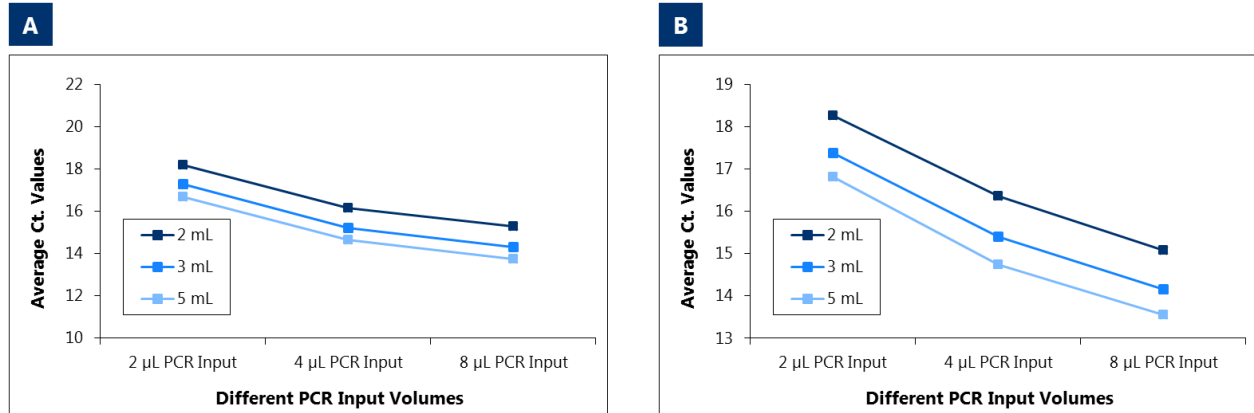 A
Average Ct. Values
22
20
18
16
14
12
10
2 mL
3 mL
5 mL
2 µL PCR Input
4 µL PCR Input
8 µL PCR Input
Different PCR Input Volumes
B
Average Ct. Values
19
18
17
16
15
14
13
2 mL
3 mL
5 mL
2 µL PCR Input
4 µL PCR Input
8 µL PCR Input
Different PCR Input Volumes